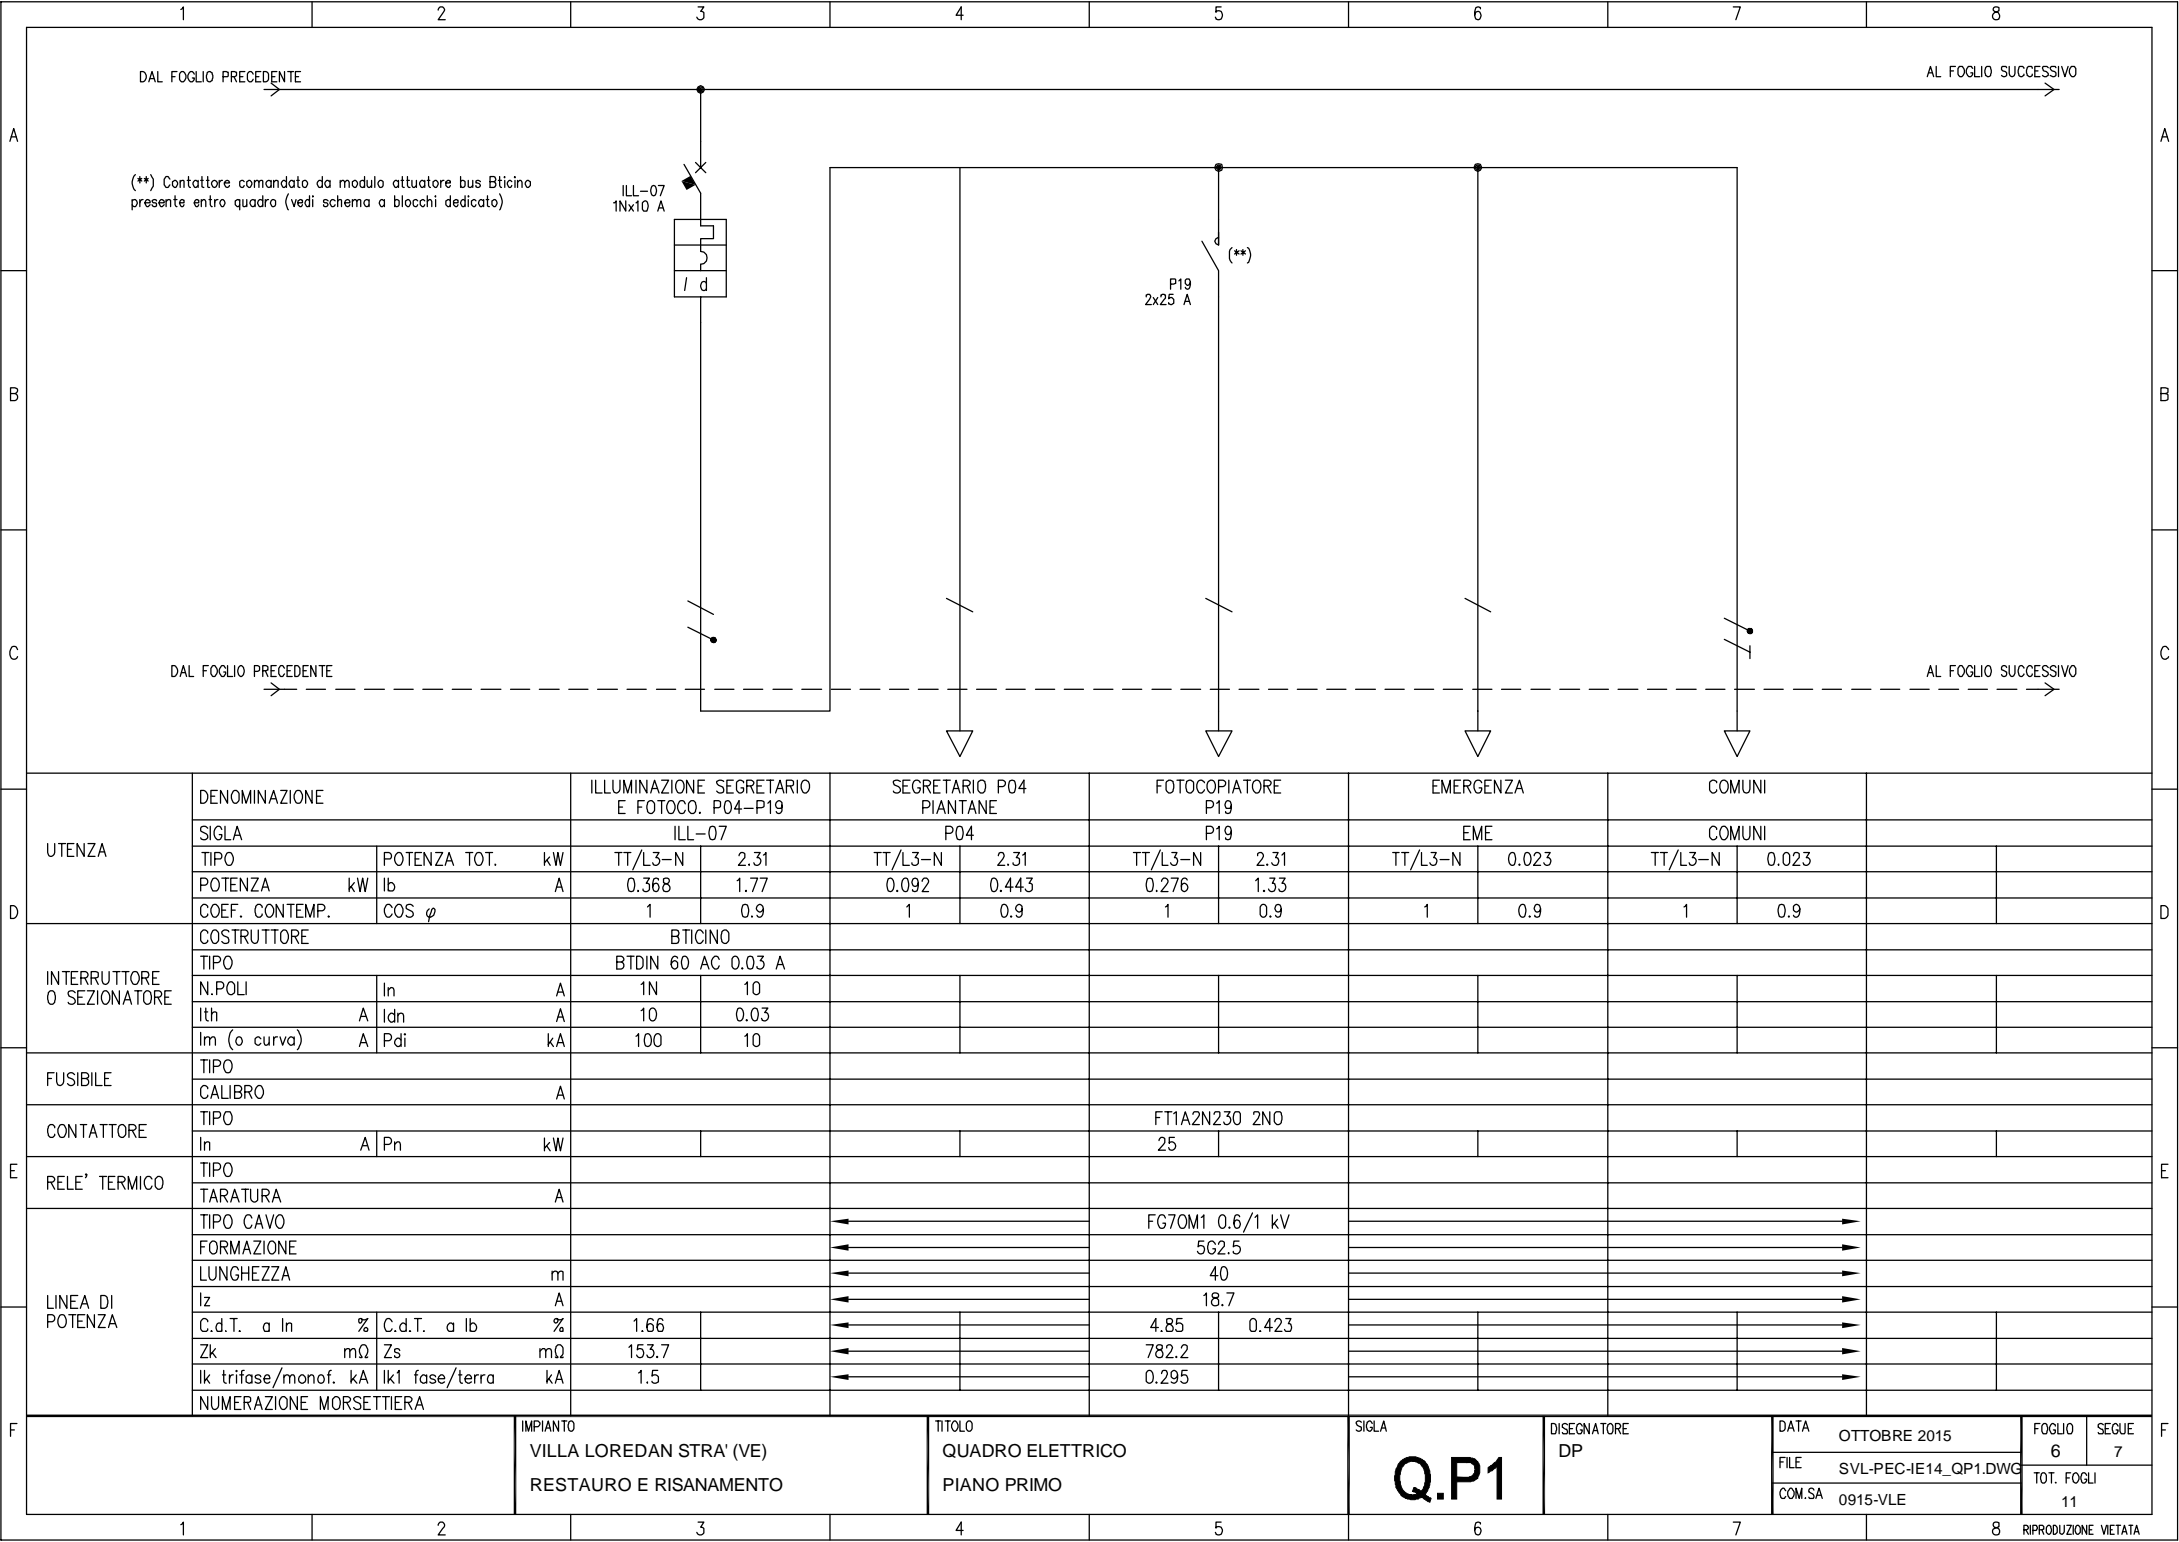 1 2 3 4 5 6 7 8
DAL FOGLIO PRECEDENTE
AL FOGLIO SUCCESSIVO
A A
(**) Contattore comandato da modulo attuatore bus Bticino
presente entro quadro (vedi schema a blocchi dedicato)
ILL-07
1Nx10 A
I d
(**)
P19
2x25 A
B B
C C
DAL FOGLIO PRECEDENTE
AL FOGLIO SUCCESSIVO
UTENZA
DENOMINAZIONE ILLUMINAZIONE SEGRETARIO SEGRETARIO P04 FOTOCOPIATORE EMERGENZA COMUNI
E FOTOCO. P04-P19 PIANTANE P19
SIGLA ILL-07 P04 P19 EME COMUNI
TIPO POTENZA TOT. kW TT/L3-N 2.31 TT/L3-N 2.31 TT/L3-N 2.31 TT/L3-N 0.023 TT/L3-N 0.023
POTENZA kW Ib A 0.368 1.77 0.092 0.443 0.276 1.33
COEF. CONTEMP. COS φ 1 0.9 1 0.9 1 0.9 1 0.9 1 0.9
D D
INTERRUTTORE
O SEZIONATORE
COSTRUTTORE BTICINO
TIPO BTDIN 60 AC 0.03 A
N.POLI In A 1N 10
Ith A Idn A 10 0.03
Im (o curva) A Pdi kA 100 10
FUSIBILE
TIPO
CALIBRO A
CONTATTORE
TIPO FT1A2N230 2NO
In A Pn kW 25
E E
RELE' TERMICO
TIPO
TARATURA A
LINEA DI
POTENZA
TIPO CAVO FG7OM1 0.6/1 kV
FORMAZIONE 5G2.5
LUNGHEZZA m 40
Iz A 18.7
C.d.T. a In % C.d.T. a Ib % 1.66 4.85 0.423
Zk mΩ Zs mΩ 153.7 782.2
Ik trifase/monof. kA Ik1 fase/terra kA 1.5 0.295
NUMERAZIONE MORSETTIERA
F F
IMPIANTO
VILLA LOREDAN STRA' (VE)
RESTAURO E RISANAMENTO
TITOLO
QUADRO ELETTRICO
PIANO PRIMO
SIGLA
Q.P1
DISEGNATORE
DP
DATA OTTOBRE 2015
FILE SVL-PEC-IE14_QP1.DWG
COM.SA 0915-VLE
FOGLIO SEGUE
6 7
TOT. FOGLI
11
1 2 3 4 5 6 7 8
RIPRODUZIONE VIETATA